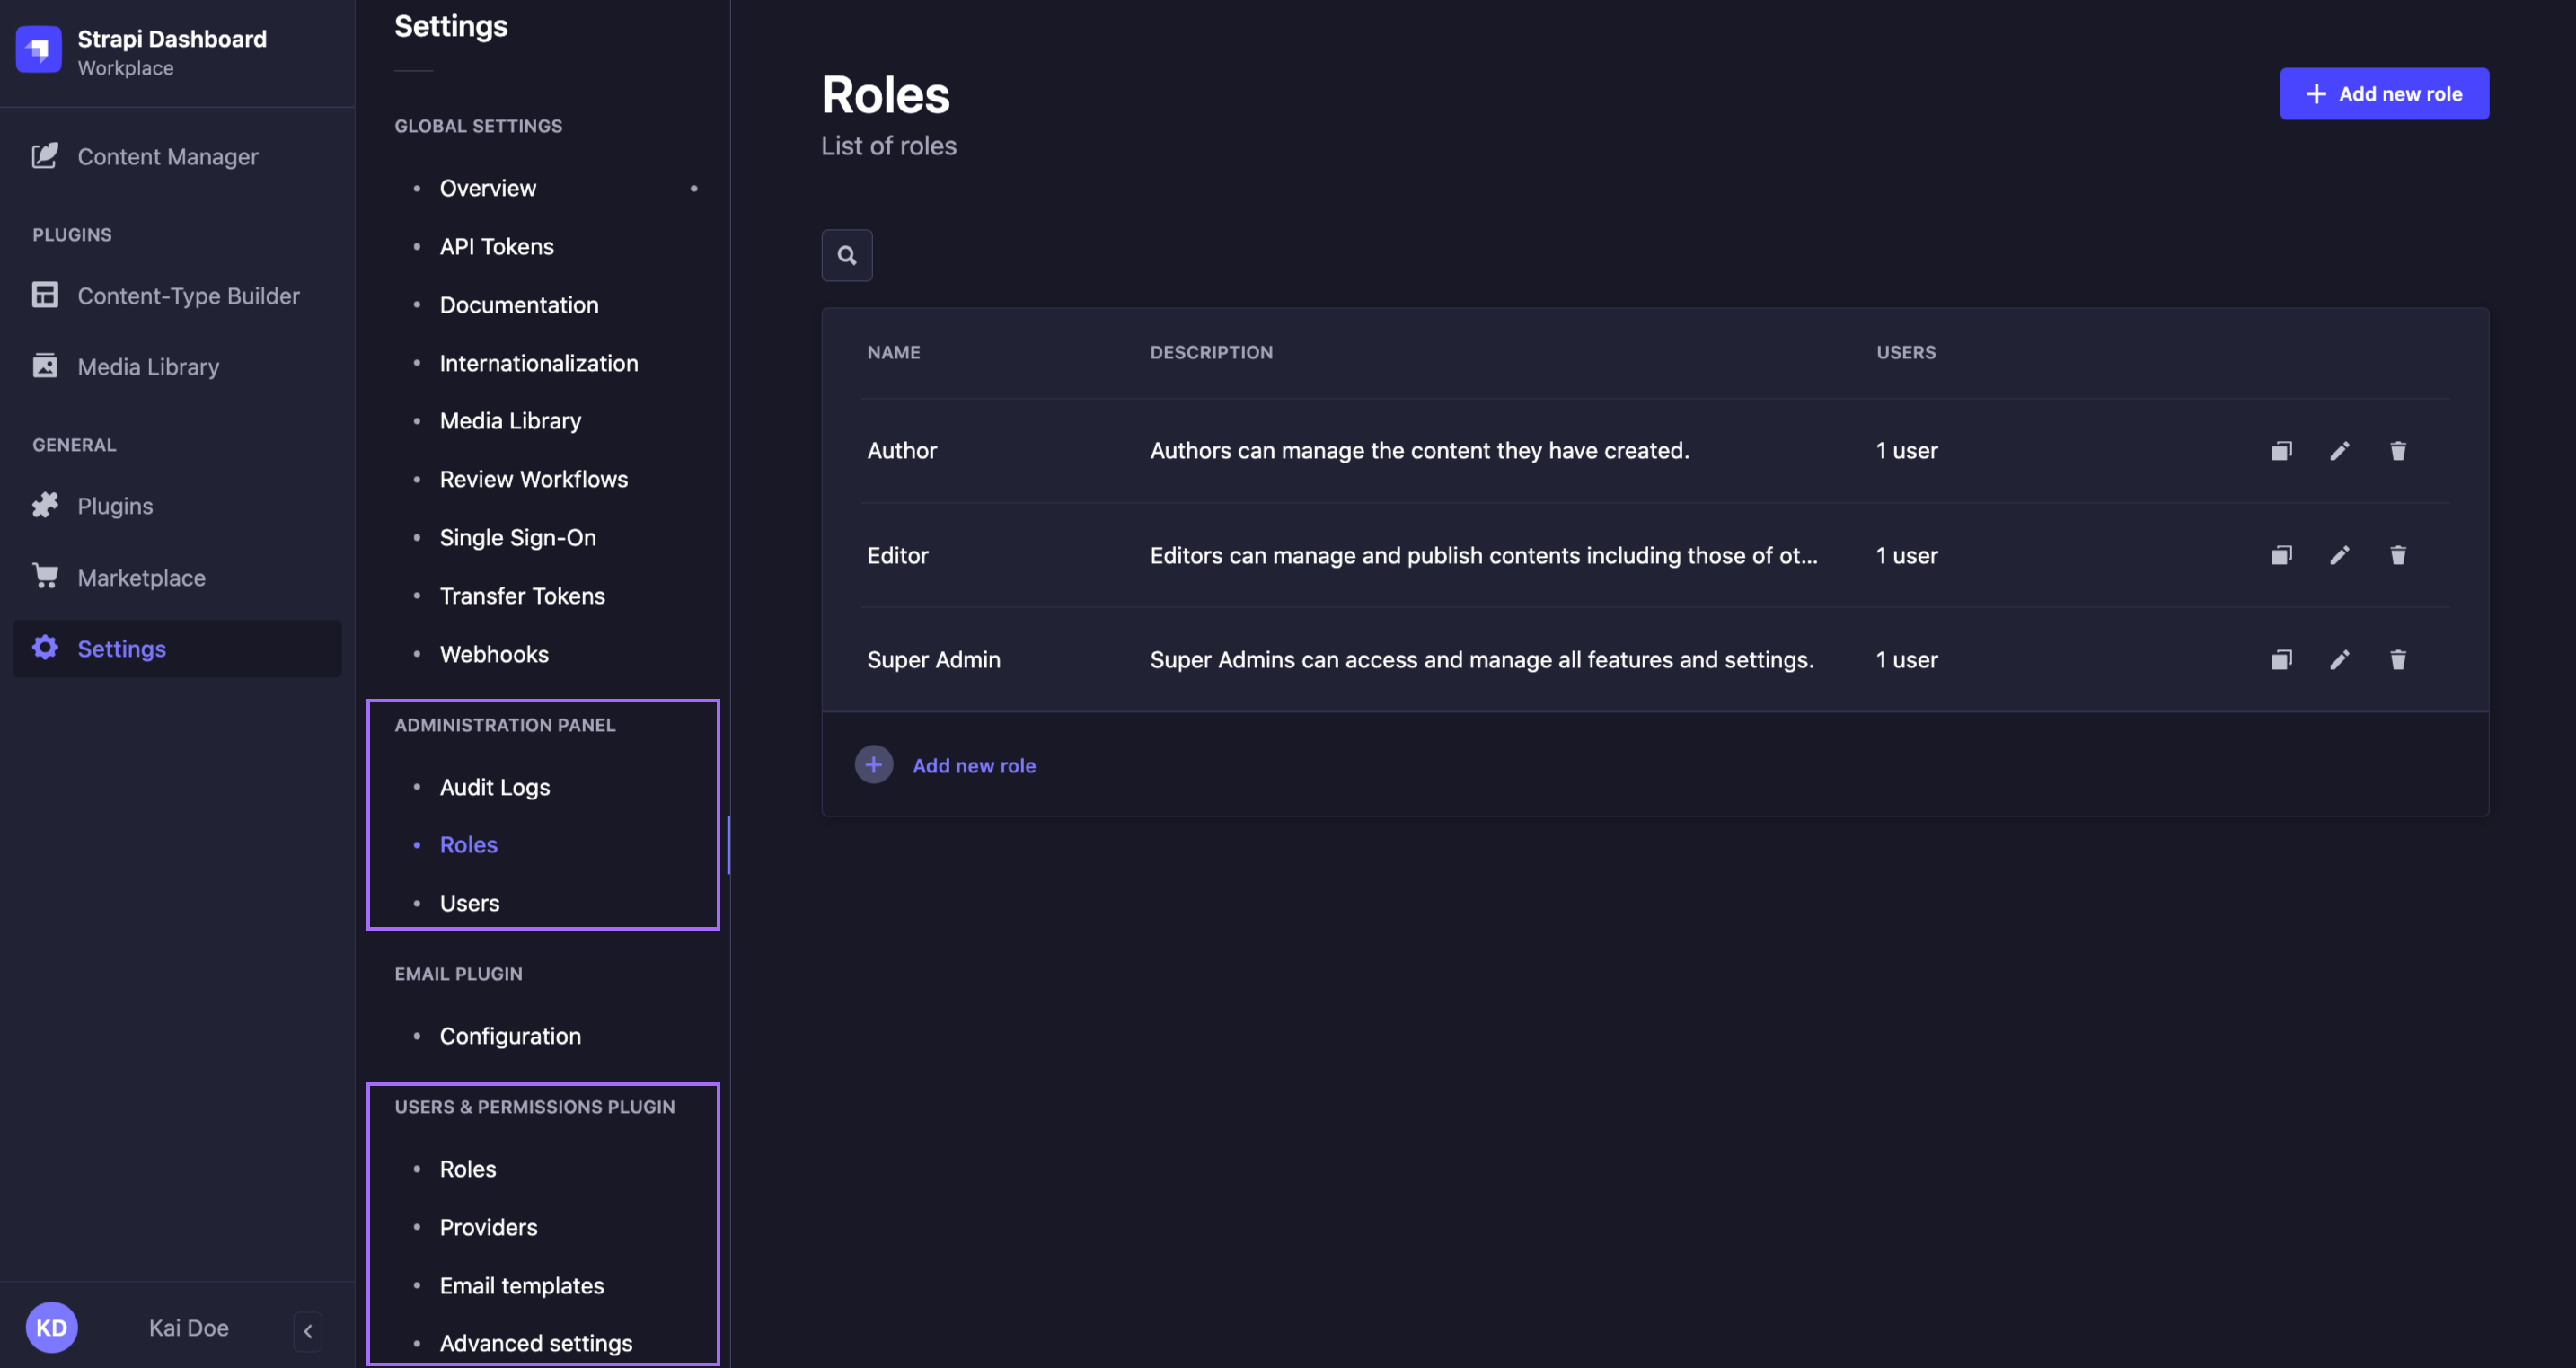 Strapi Dashboard
Workplace
Content Manager
PLUGINS
Content-Type Builder
Media Library
GENERAL
Plugins
Marketplace
Settings
KD
Kai Doe
Settings
GLOBAL SETTINGS
Overview
API Tokens
Documentation
Internationalization
Media Library
Review Workflows
Single Sign-On
Transfer Tokens
Webhooks
ADMINISTRATION PANEL
Audit Logs
Roles
Users
EMAIL PLUGIN
Configuration
USERS & PERMISSIONS PLUGIN
Roles
Providers
Email templates
Advanced settings
Roles
List of roles
Add new role
NAME DESCRIPTION USERS
Author Authors can manage the content they have created. 1 user
Editor Editors can manage and publish contents including those of ot... 1 user
Super Admin Super Admins can access and manage all features and settings. 1 user
Add new role